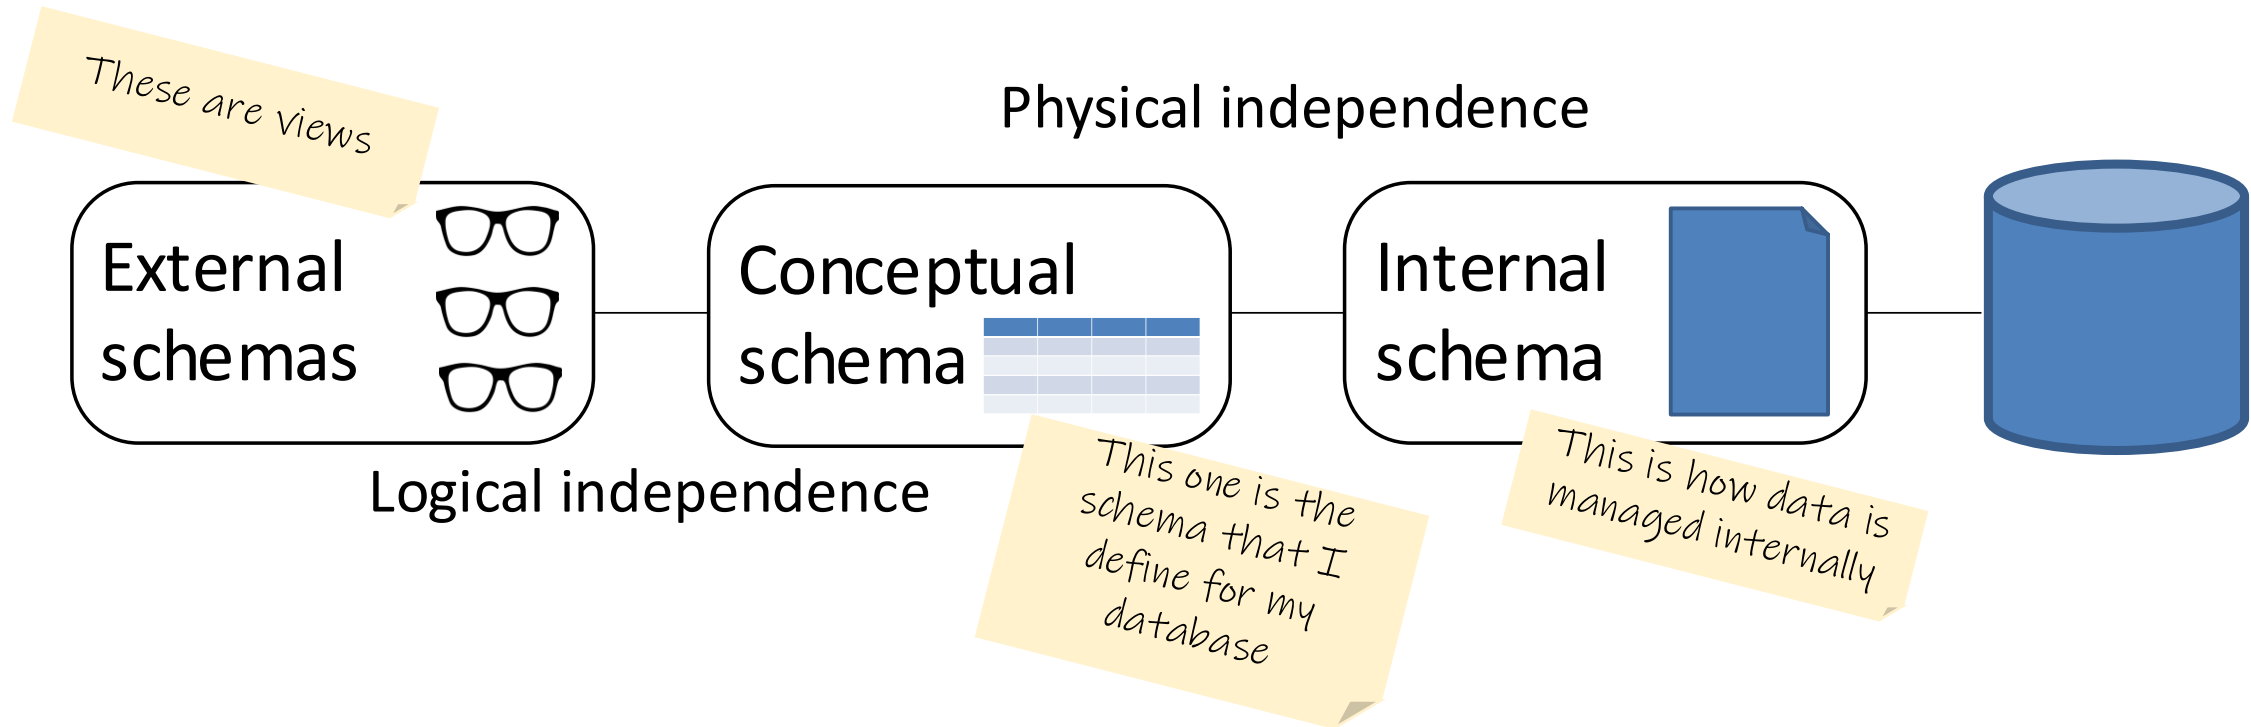 These are views
Physical independence
External
schemas
Conceptual
schema
Internal
schema
Logical independence
This one is the
schema that I
define for my
database
This is how data is
managed internally